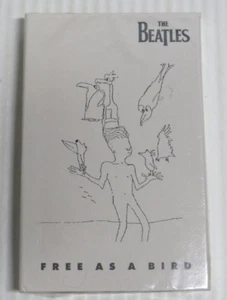 THE
BEATLES
FREE AS A BIRD